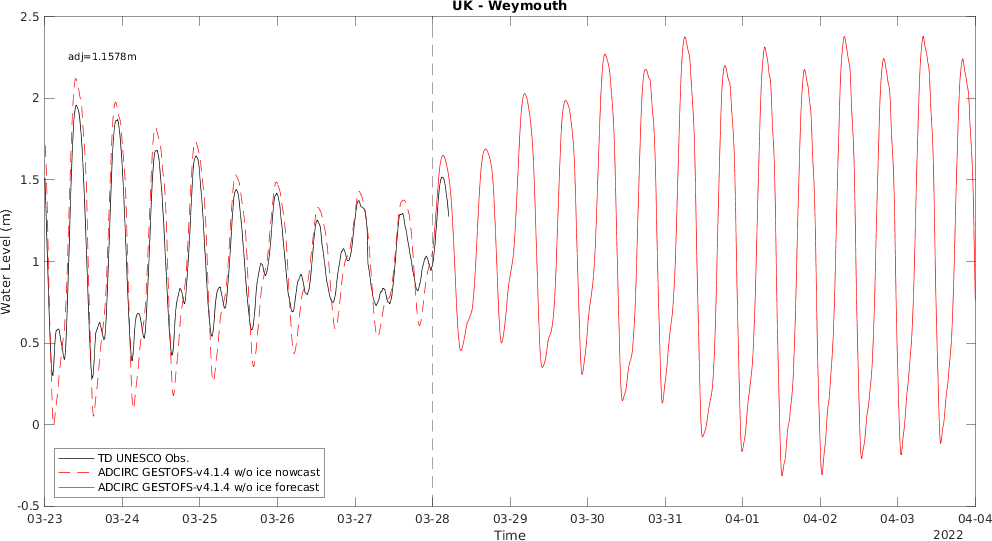 UK - Weymouth
adj=1.1578m
2.5
2
1.5
1
0.5
0
-0.5
Water Level (m)
TD UNESCO Obs.
ADCIRC GESTOFS-v4.1.4 w/o ice nowcast
ADCIRC GESTOFS-v4.1.4 w/o ice forecast
03-23 03-24 03-25 03-26 03-27 03-28 03-29 03-30 03-31 04-01 04-02 04-03 04-04
Time
2022